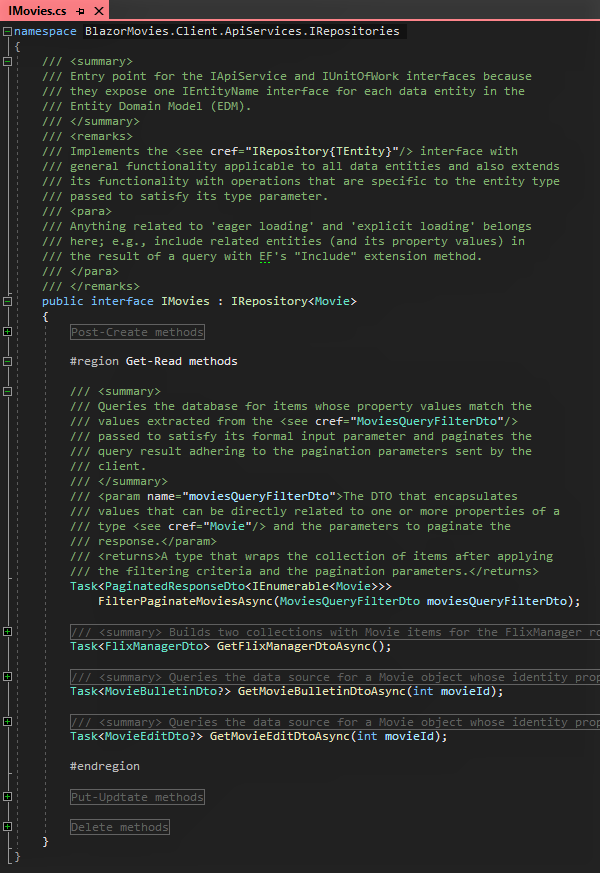 IMovies.cs
namespace BlazorMovies.Client.ApiServices.IRepositories
{
/// <summary>
/// Entry point for the IApiService and IUnitOfWork interfaces because
/// they expose one IEntityName interface for each data entity in the
/// Entity Domain Model (EDM).
/// </summary>
/// <remarks>
/// Implements the <see cref="IRepository{TEntity}"/> interface with
/// general functionality applicable to all data entities and also extends
/// its functionality with operations that are specific to the entity type
/// passed to satisfy its type parameter.
/// <para>
/// Anything related to 'eager loading' and 'explicit loading' belongs
/// here; e.g., include related entities (and its property values) in
/// the result of a query with EF's "Include" extension method.
/// </para>
/// </remarks>
public interface IMovies : IRepository<Movie>
{
Post-Create methods
#region Get-Read methods
/// <summary>
/// Queries the database for items whose property values match the
/// values extracted from the <see cref="MoviesQueryFilterDto"/>
/// passed to satisfy its formal input parameter and paginates the
/// query result adhering to the pagination parameters sent by the
/// client.
/// </summary>
/// <param name="moviesQueryFilterDto">The DTO that encapsulates
/// values that can be directly related to one or more properties of a
/// type <see cref="Movie"/> and the parameters to paginate the
/// response.</param>
/// <returns>A type that wraps the collection of items after applying
/// the filtering criteria and the pagination parameters.</returns>
Task<PaginatedResponseDto<IEnumerable<Movie>>>
FilterPaginateMoviesAsync(MoviesQueryFilterDto moviesQueryFilterDto);
/// <summary> Builds two collections with Movie items for the FlixManager ro
Task<FlixManagerDto> GetFlixManagerDtoAsync();
/// <summary> Queries the data source for a Movie object whose identity prop
Task<MovieBulletinDto?> GetMovieBulletinDtoAsync(int movieId);
/// <summary> Queries the data source for a Movie object whose identity prop
Task<MovieEditDto?> GetMovieEditDtoAsync(int movieId);
#endregion
Put-Updtate methods
Delete methods
}
}